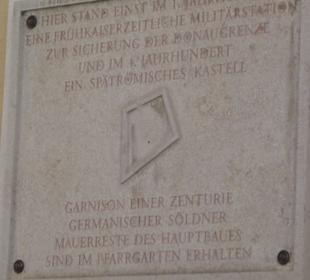 HIER STAND EINST IM 1. JAHR
EINE FRÜHKAISERZEITLICHE MILITÄRSTATION
ZUR SICHERUNG DER DONAUGRENZE
UND IM 4. JAHRHUNDERT
EIN SPÄTRÖMISCHES KASTELL
GARNISON EINER ZENTURIE
GERMANISCHER SÖLDNER
MAUERRESTE DES HAUPTBAUES
SIND IM PFARRGARTEN ERHALTEN